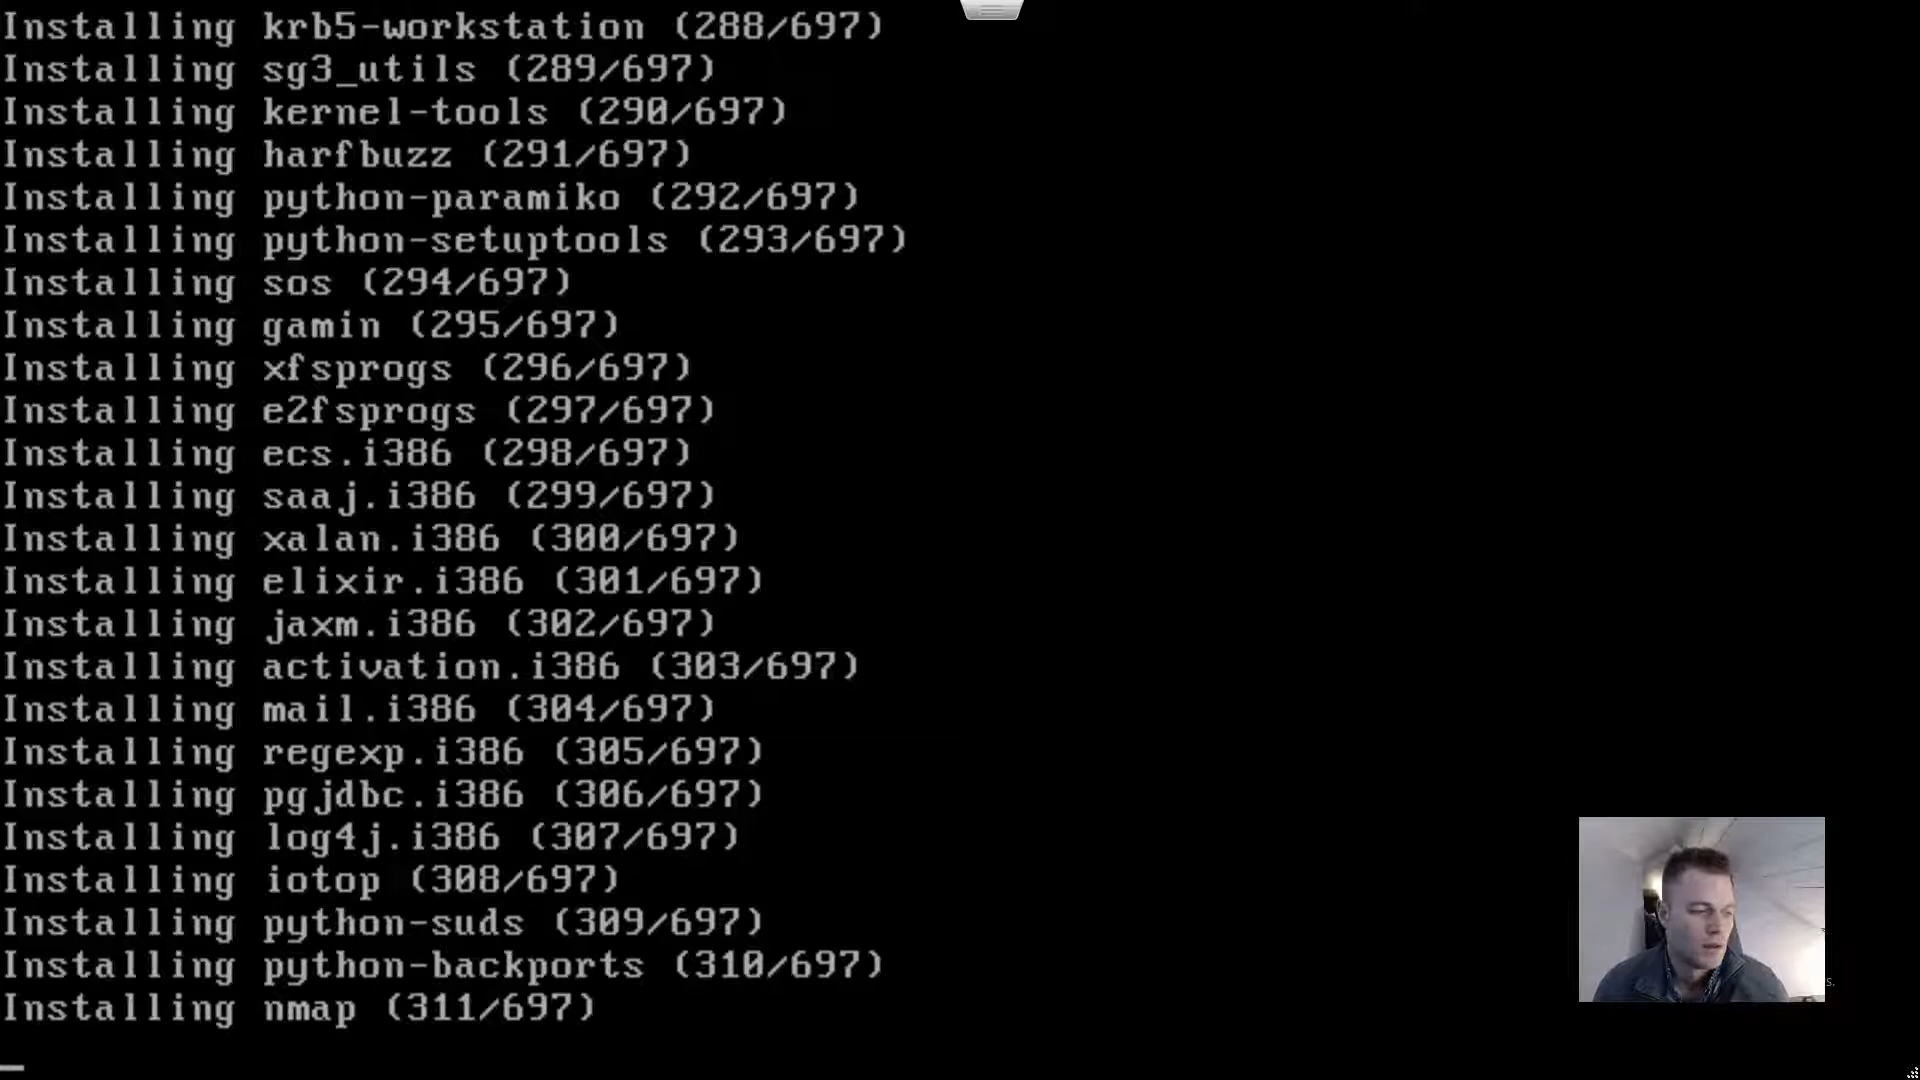 Installing krb5-workstation (288/697)
Installing sg3_utils (289/697)
Installing kernel-tools (290/697)
Installing harfbuzz (291/697)
Installing python-paramiko (292/697)
Installing python-setuptools (293/697)
Installing sos (294/697)
Installing gamin (295/697)
Installing xfsprogs (296/697)
Installing e2fsprogs (297/697)
Installing ecs.i386 (298/697)
Installing saaj.i386 (299/697)
Installing xalan.i386 (300/697)
Installing elixir.i386 (301/697)
Installing jaxm.i386 (302/697)
Installing activation.i386 (303/697)
Installing mail.i386 (304/697)
Installing regexp.i386 (305/697)
Installing pgjdbc.i386 (306/697)
Installing log4j.i386 (307/697)
Installing iotop (308/697)
Installing python-suds (309/697)
Installing python-backports (310/697)
Installing nmap (311/697)
s.